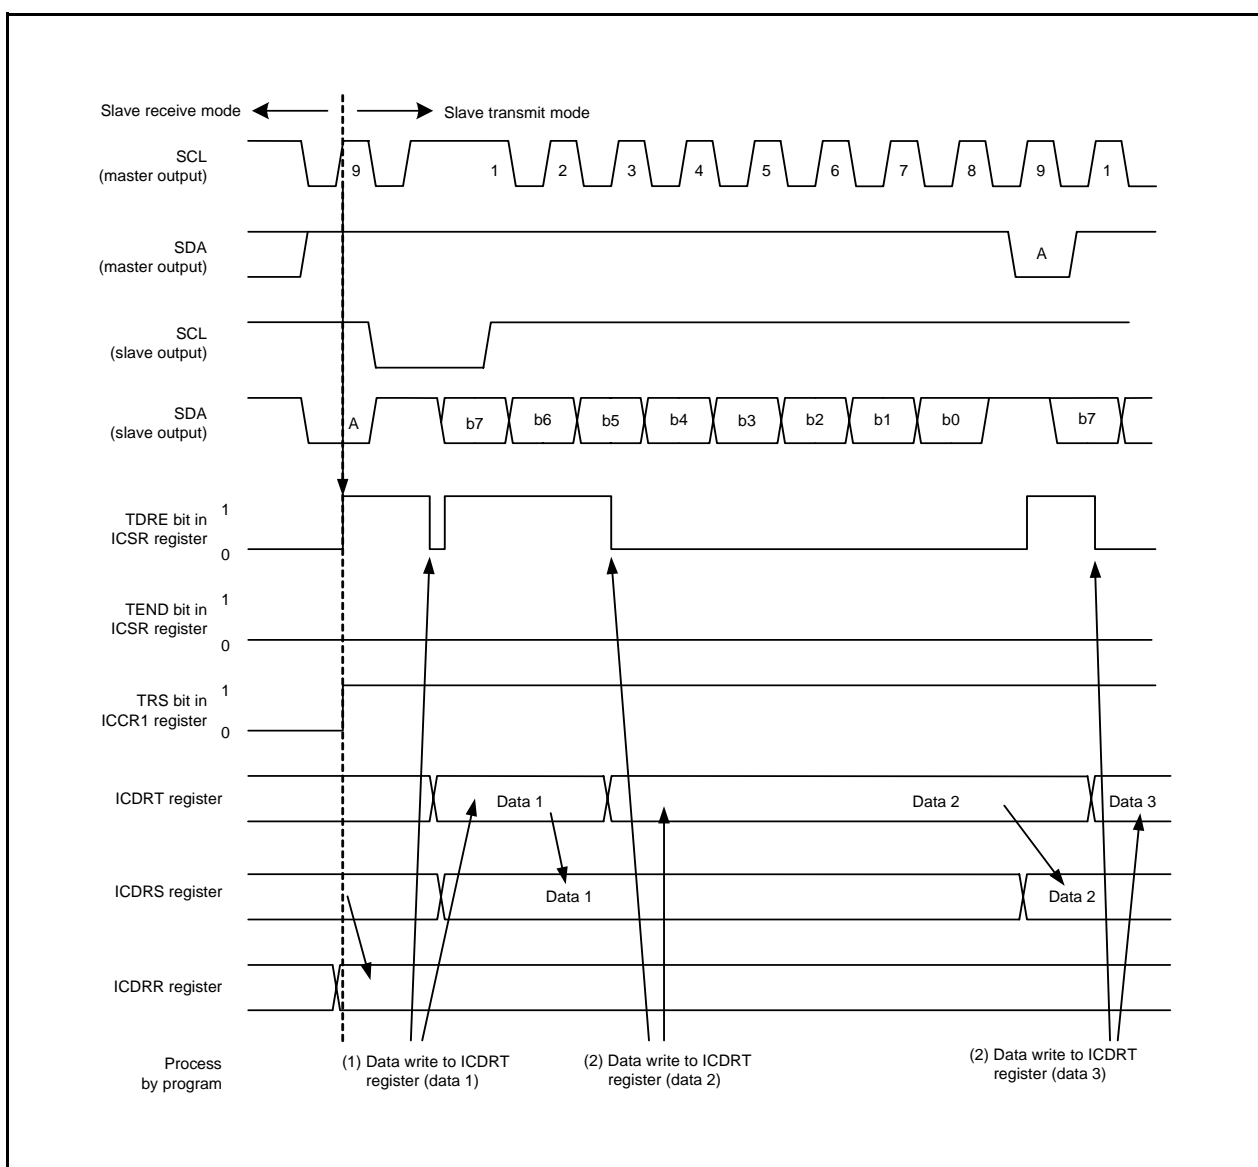 Slave receive mode
Slave transmit mode
SCL
(master output)
9 1 2 3 4 5 6 7 8 9 1
SDA
(master output)
A
SCL
(slave output)
SDA
(slave output)
A b7 b6 b5 b4 b3 b2 b1 b0 b7
TDRE bit in
ICSR register
1
0
TEND bit in
ICSR register
1
0
TRS bit in
ICCR1 register
1
0
ICDRT register
Data 1 Data 2 Data 3
ICDRS register
Data 1 Data 2
ICDRR register
Process
by program
(1) Data write to ICDRT
register (data 1)
(2) Data write to ICDRT
register (data 2)
(2) Data write to ICDRT
register (data 3)